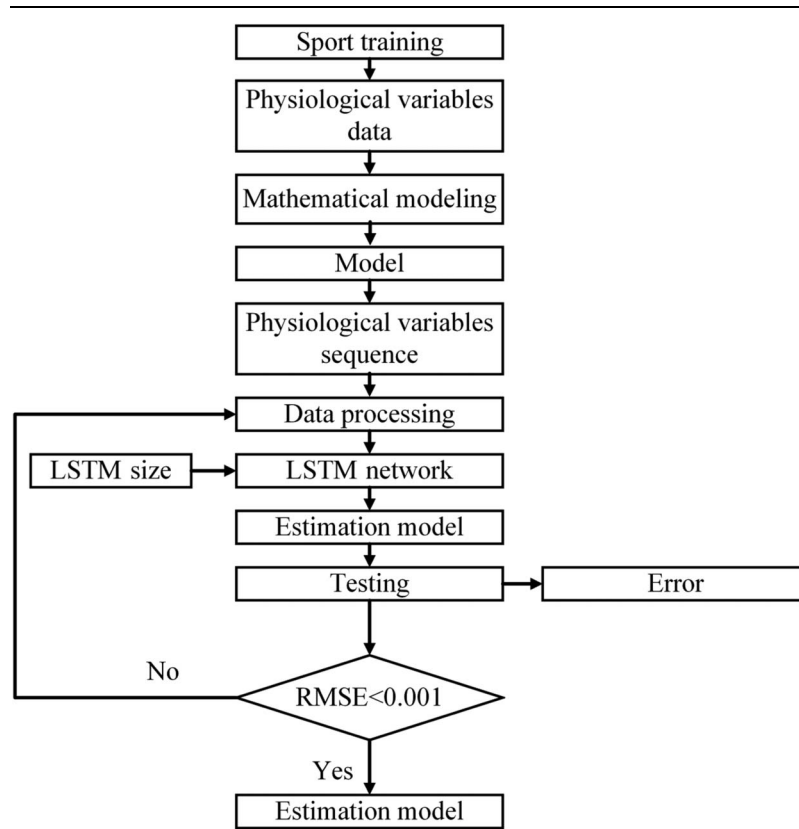 Sport training
Physiological variables
data
Mathematical modeling
Model
Physiological variables
sequence
Data processing
LSTM size
LSTM network
Estimation model
Testing
Error
No
RMSE<0.001
Yes
Estimation model